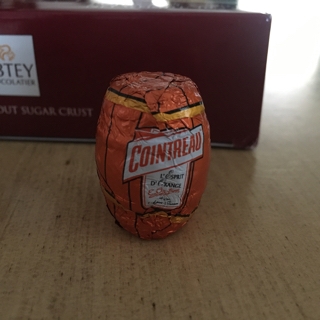 BTEY
OCOLATIER
OUT SUGAR CRUST
COINTREAU
L'ESPRIT
D'ORANGE